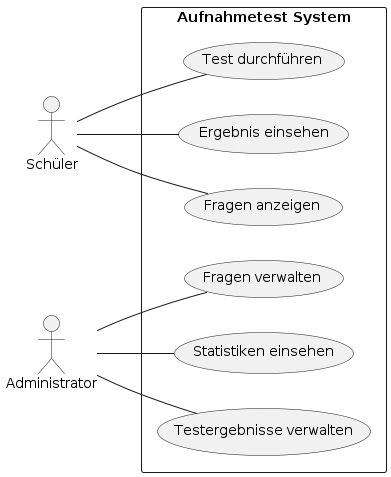 Aufnahmetest System
Test durchführen
Ergebnis einsehen
Schüler
Fragen anzeigen
Fragen verwalten
Statistiken einsehen
Administrator
Testergebnisse verwalten